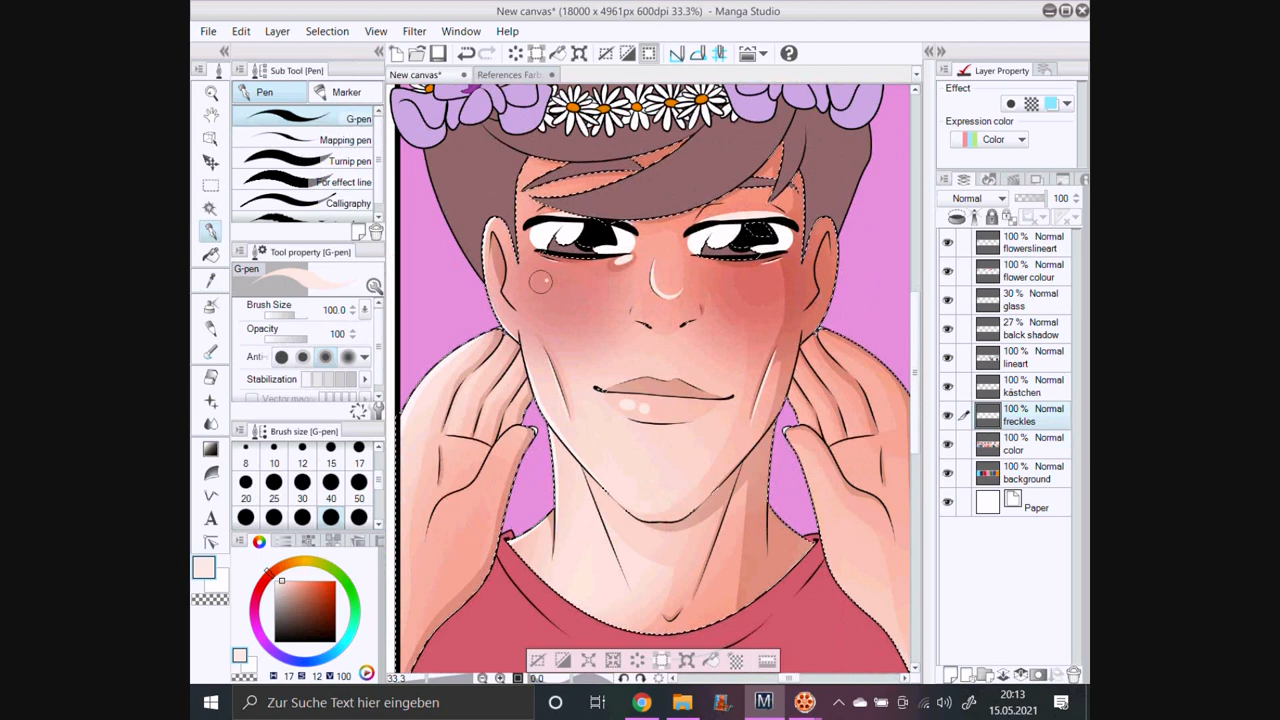 New canvas* (18000 x 4961px 600dpi 33.3%) - Manga Studio
File Edit Layer Selection View Filter Window Help
Sub Tool [Pen]
Pen Marker
G-pen
Mapping pen
Turnip pen
For effect line
Calligraphy
Tool property [G-pen]
G-pen
Brush Size 100.0
Opacity 100
Anti-
Stabilization
Vector mag
Brush size [G-pen]
8 10 12 15 17
20 25 30 40 50
H 17 S 12 V
New canvas* References Farb
33.3 0.0
Layer Property
Effect
Expression color
Color
Normal 100
100 % Normal
flowerslineart
100 % Normal
flower colour
30 % Normal
glass
27 % Normal
balck shadow
100 % Normal
lineart
100 % Normal
kästchen
100 % Normal
freckles
100 % Normal
color
100 % Normal
background
Paper
Zur Suche Text hier eingeben
20:13
15.05.2021